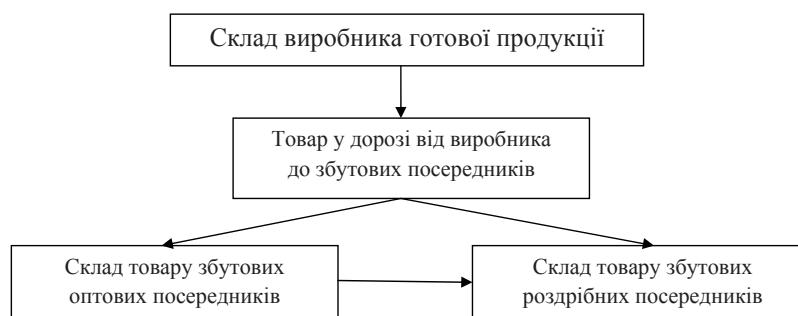 Склад виробника готової продукції
Товар у дорозі від виробника
до збутових посередників
Склад товару збутових
оптових посередників
Склад товару збутових
роздрібних посередників